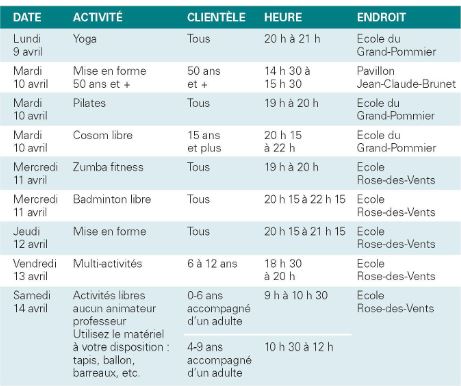 DATE ACTIVITÉ CLIENTÈLE HEURE ENDROIT
Lundi Yoga Tous 20 h à 21 h Ecole du
9 avril Grand-Pommier
Mardi Mise en forme 50 ans 14 h 30 à Pavillon
10 avril 50 ans et + et + 15 h 30 Jean-Claude-Brunet
Mardi Pilates Tous 19 h à 20 h Ecole du
10 avril Grand-Pommier
Mardi Cosom libre 15 ans 20 h 15 Ecole du
10 avril et plus à 22 h Grand-Pommier
Mercredi Zumba fitness Tous 19 h à 20 h Ecole
11 avril Rose-des-Vents
Mercredi Badminton libre Tous 20 h 15 à 22 h 15 Ecole
11 avril Rose-des-Vents
Jeudi Mise en forme Tous 20 h 15 à 21 h 15 Ecole
12 avril Rose-des-Vents
Vendredi Multi-activités 6 à 12 ans 18 h 30 Ecole
13 avril à 20 h Rose-des-Vents
Samedi Activités libres 0-6 ans 9 h à 10 h 30 Ecole
14 avril aucun animateur accompagné Rose-des-Vents
professeur d'un adulte
Utilisez le matériel
à votre disposition : 4-9 ans 10 h 30 à 12 h
tapis, ballon, accompagné
barreaux, etc. d'un adulte